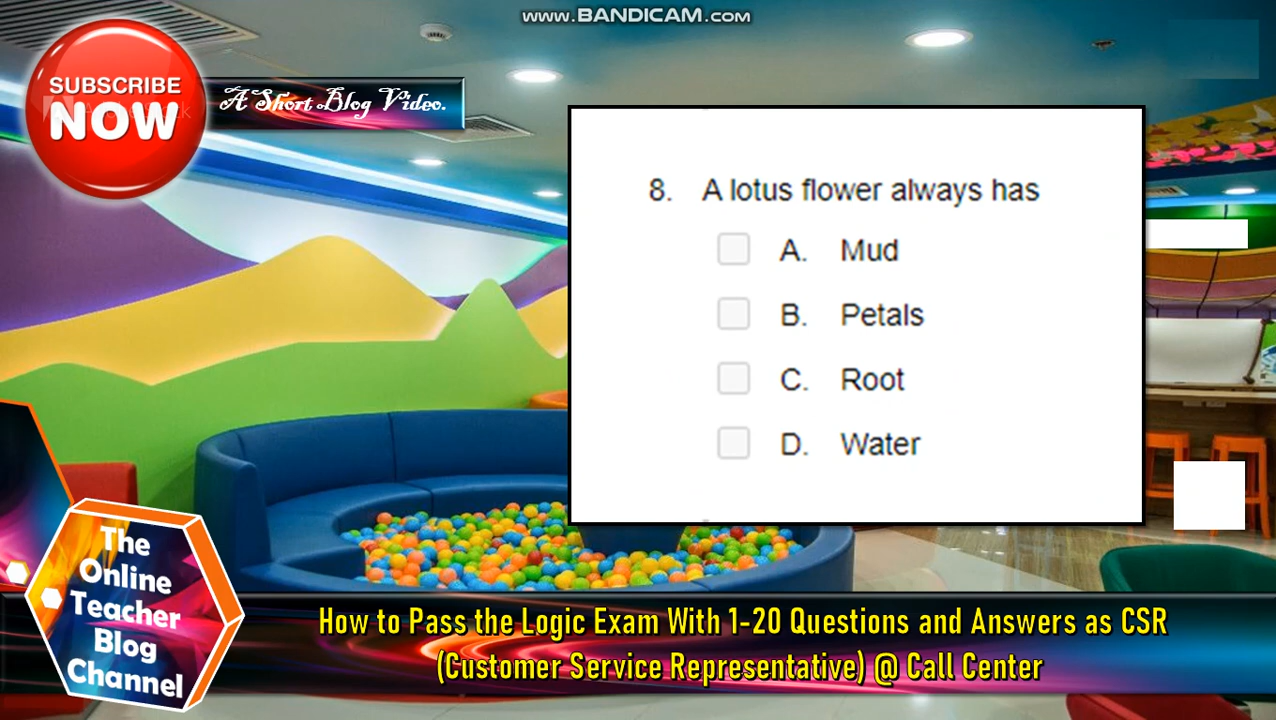 www.BANDICAM.com
SUBSCRIBE
NOW
A Short Blog Video.
8. A lotus flower always has
A. Mud
B. Petals
C. Root
D. Water
The
Online
Teacher
Blog
Channel
How to Pass the Logic Exam With 1-20 Questions and Answers as CSR
(Customer Service Representative) @ Call Center